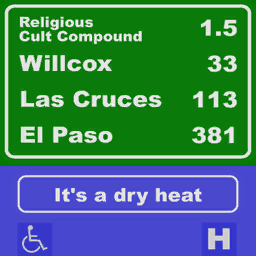 Religious
Cult Compound 1.5
Willcox 33
Las Cruces 113
El Paso 381
It's a dry heat
H